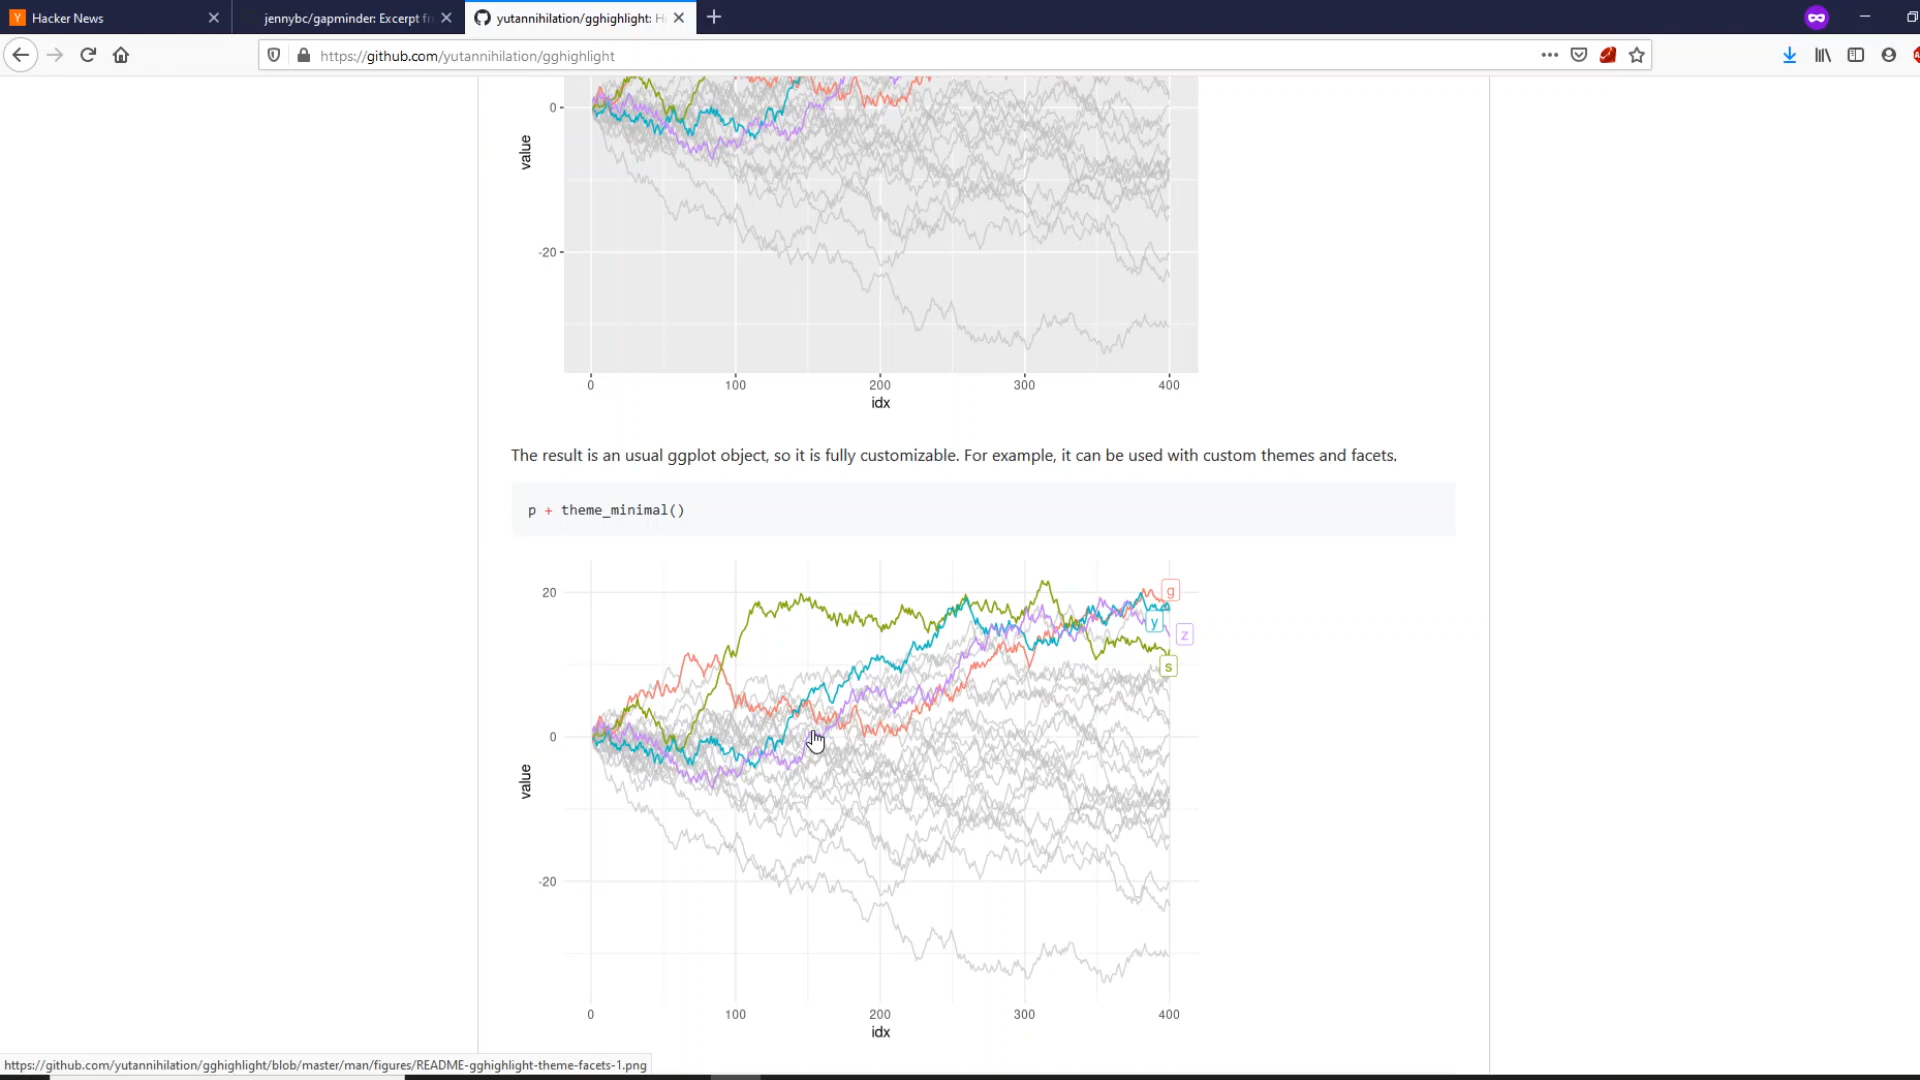 Hacker News
jennybc/gapminder: Excerpt fr
yutannihilation/gghighlight: H
https://github.com/yutannihilation/gghighlight
0
-20
value
0 100 200 300 400
idx
The result is an usual ggplot object, so it is fully customizable. For example, it can be used with custom themes and facets.
p + theme_minimal()
20
0
-20
value
g
y
z
s
0 100 200 300 400
idx
https://github.com/yutannihilation/gghighlight/blob/master/man/figures/README-gghighlight-theme-facets-1.png